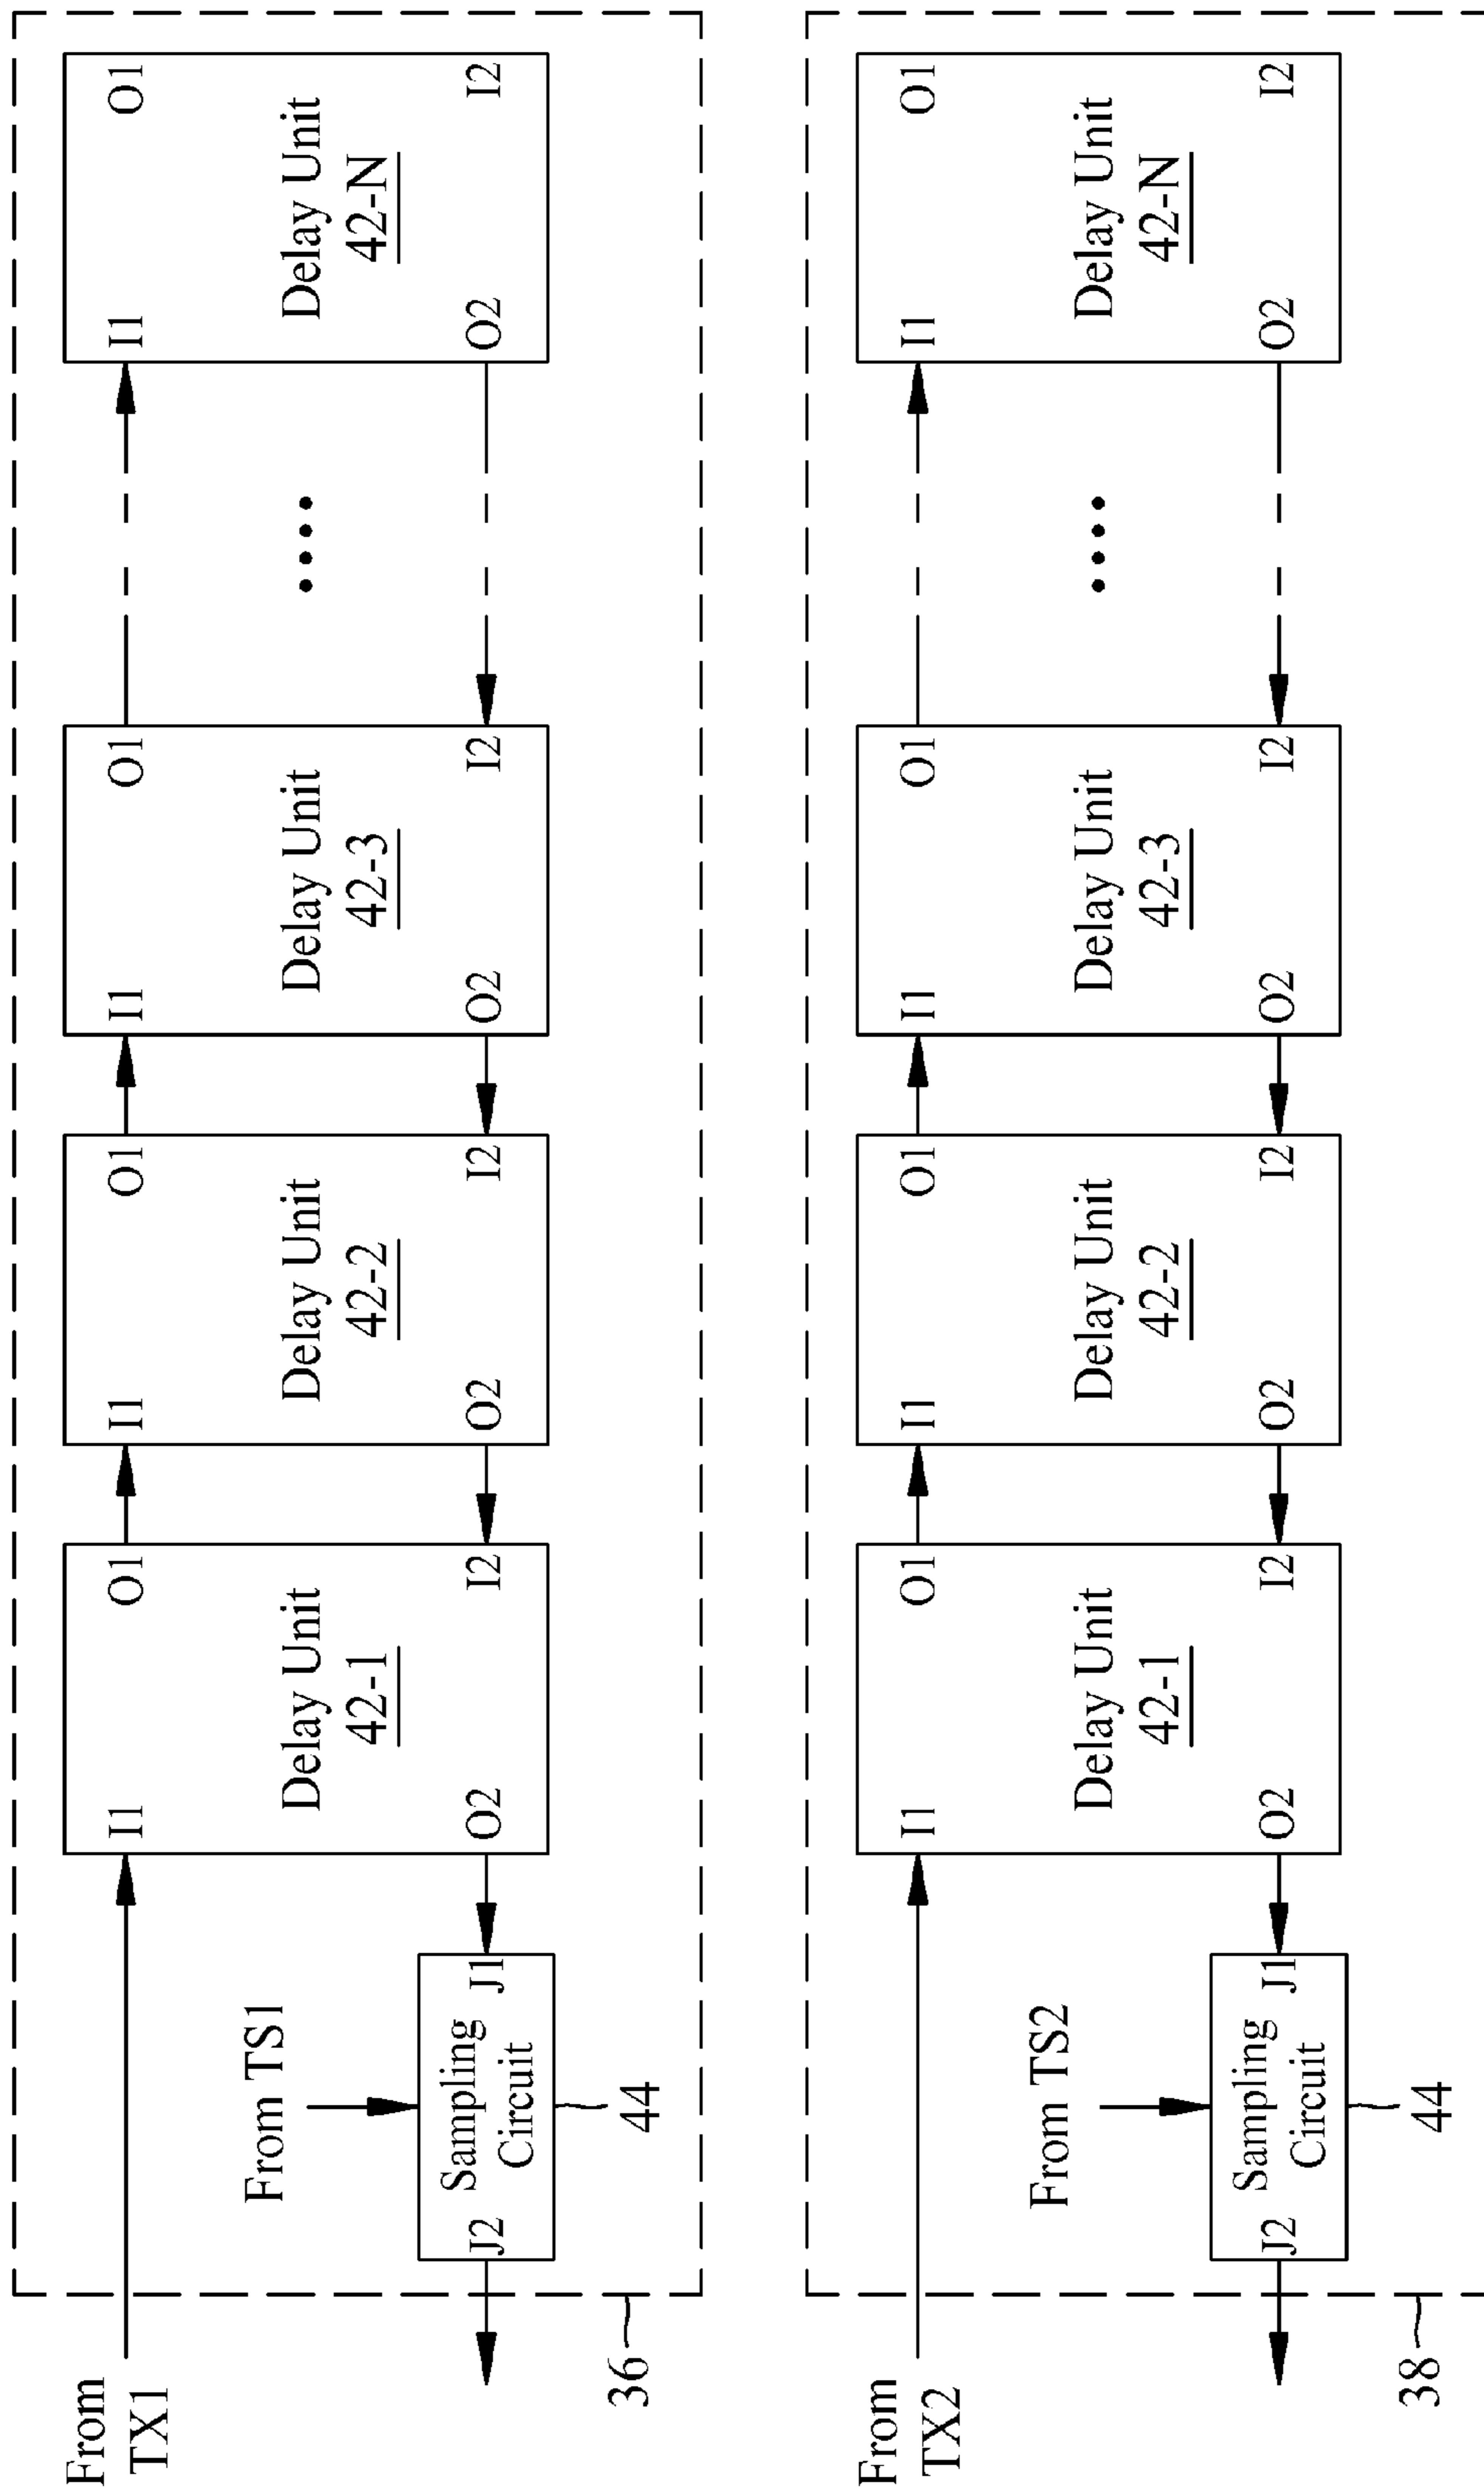 From
TX1
I1
O1
Delay Unit
42-1
O2
I2
I1
O1
Delay Unit
42-2
O2
I2
I1
O1
Delay Unit
42-3
O2
I2
....
I1
O1
Delay Unit
42-N
O2
I2
From TS1
J2
Sampling
Circuit
J1
44
36
From
TX2
I1
O1
Delay Unit
42-1
O2
I2
I1
O1
Delay Unit
42-2
O2
I2
I1
O1
Delay Unit
42-3
O2
I2
....
I1
O1
Delay Unit
42-N
O2
I2
From TS2
J2
Sampling
Circuit
J1
44
38